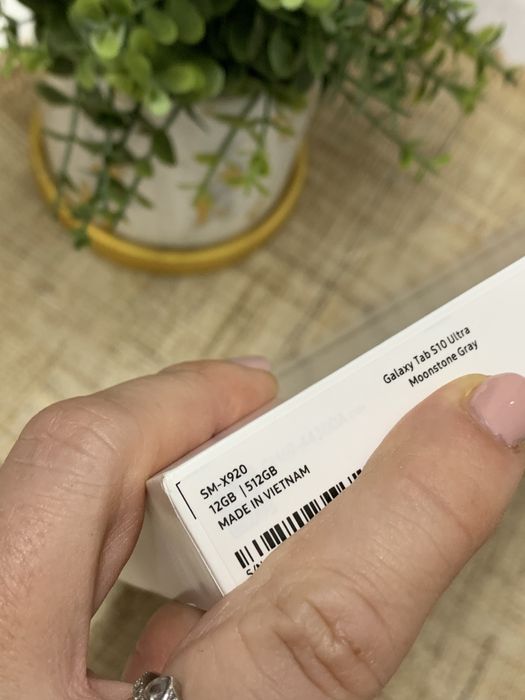 Galaxy Tab S10 Ultra
Moonstone Gray
SM-X920
12GB | 512GB
MADE IN VIETNAM
S/N